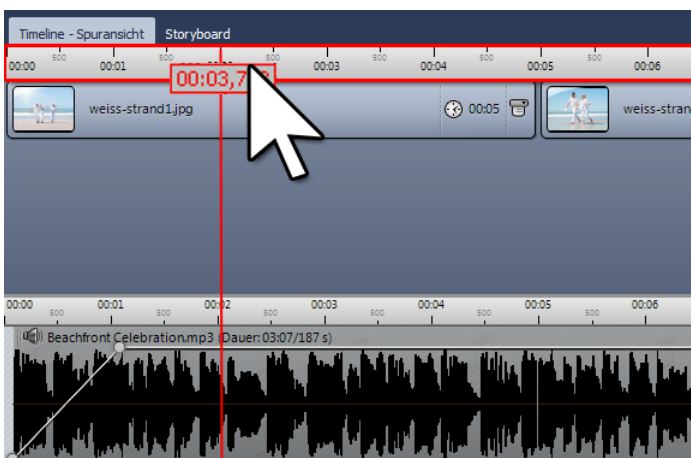 Timeline - Spuransicht Storyboard
00:00 500 00:01 500 500 00:03 500 00:04 500 00:05 500 00:06
weiss-strand1.jpg 00:05
00:00 500 00:01 500 00:02 500 00:03 500 00:04 500 00:05 500 00:06
Beachfront Celebration.mp3 (Dauer: 03:07/187 s)